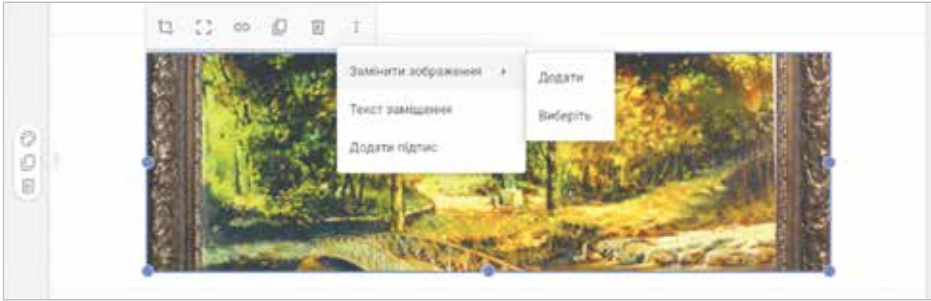 Замінити зображення
Додати
Текст заміщення
Виберіть
Додати підпис